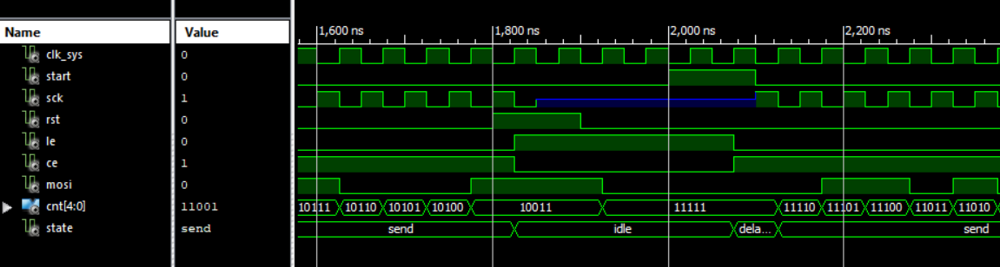 Name Value 1,600 ns 1,800 ns 2,000 ns 2,200 ns
clk_sys 0
start 0
sck 1
rst 0
le 0
ce 1
mosi 0
cnt[4:0] 11001 10111 10110 10101 10100 10011 11111 11110 11101 11100 11011 11010
state send send idle dela... send